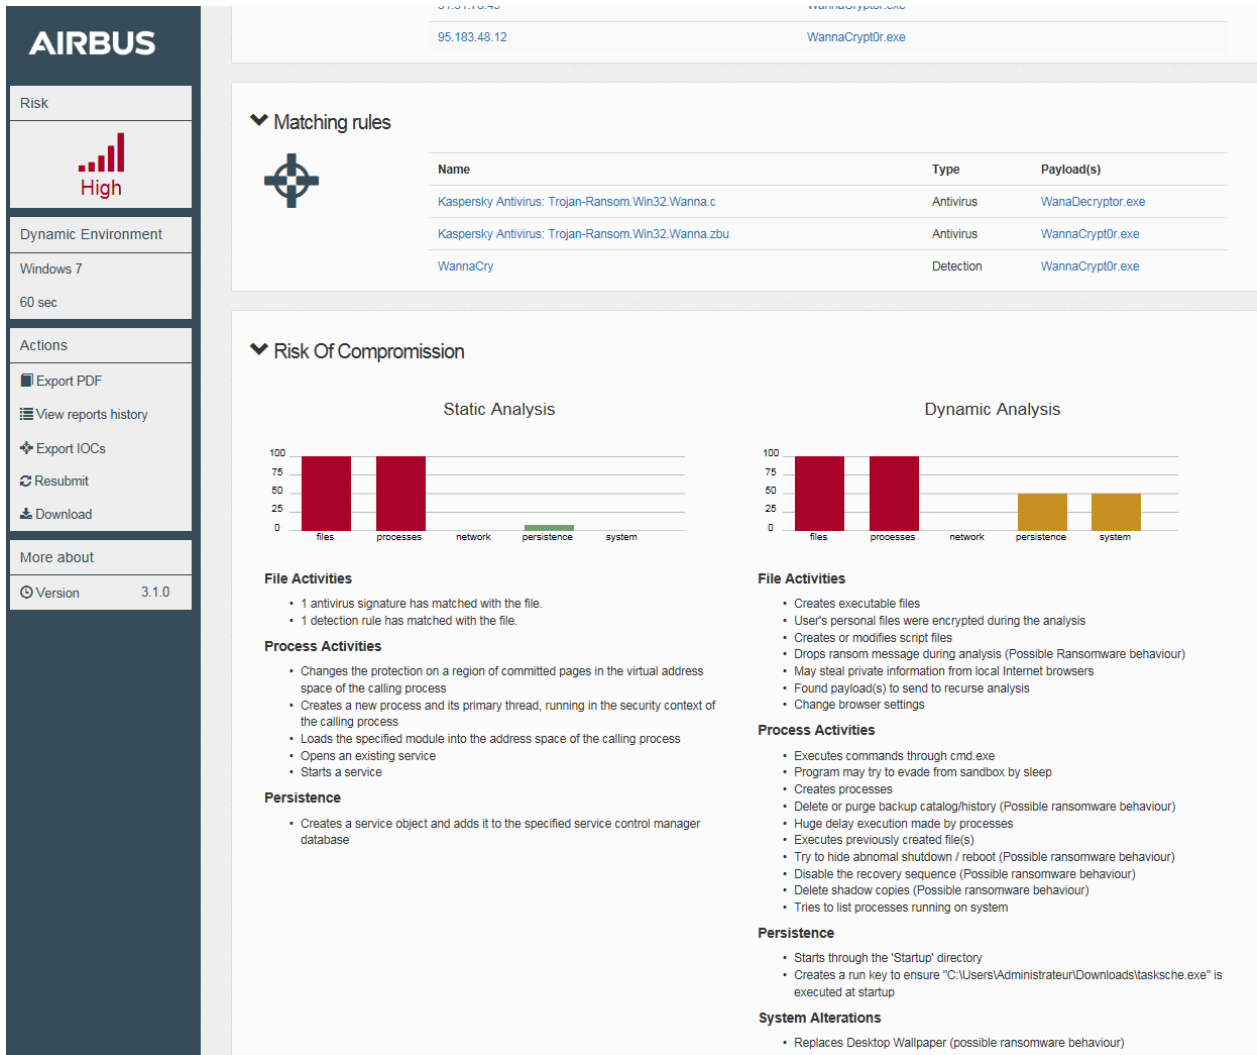 AIRBUS
Risk
High
Dynamic Environment
Windows 7
60 sec
Actions
Export PDF
View reports history
Export IOCs
Resubmit
Download
More about
Version 3.1.0
95.183.48.12 WannaCrypt0r.exe
Matching rules
Name Type Payload(s)
Kaspersky Antivirus: Trojan-Ransom.Win32.Wanna.c Antivirus WanaDecryptor.exe
Kaspersky Antivirus: Trojan-Ransom.Win32.Wanna.zbu Antivirus WannaCrypt0r.exe
WannaCry Detection WannaCrypt0r.exe
Risk Of Compromission
Static Analysis
100
75
50
25
0
files processes network persistence system
File Activities
• 1 antivirus signature has matched with the file.
• 1 detection rule has matched with the file.
Process Activities
• Changes the protection on a region of committed pages in the virtual address
space of the calling process
• Creates a new process and its primary thread, running in the security context of
the calling process
• Loads the specified module into the address space of the calling process
• Opens an existing service
• Starts a service
Persistence
• Creates a service object and adds it to the specified service control manager
database
Dynamic Analysis
100
75
50
25
0
files processes network persistence system
File Activities
• Creates executable files
• User's personal files were encrypted during the analysis
• Creates or modifies script files
• Drops ransom message during analysis (Possible Ransomware behaviour)
• May steal private information from local Internet browsers
• Found payload(s) to send to recurse analysis
• Change browser settings
Process Activities
• Executes commands through cmd.exe
• Program may try to evade from sandbox by sleep
• Creates processes
• Delete or purge backup catalog/history (Possible ransomware behaviour)
• Huge delay execution made by processes
• Executes previously created file(s)
• Try to hide abnomal shutdown / reboot (Possible ransomware behaviour)
• Disable the recovery sequence (Possible ransomware behaviour)
• Delete shadow copies (Possible ransomware behaviour)
• Tries to list processes running on system
Persistence
• Starts through the 'Startup' directory
• Creates a run key to ensure "C:\Users\Administrateur\Downloads\tasksche.exe" is
executed at startup
System Alterations
• Replaces Desktop Wallpaper (possible ransomware behaviour)